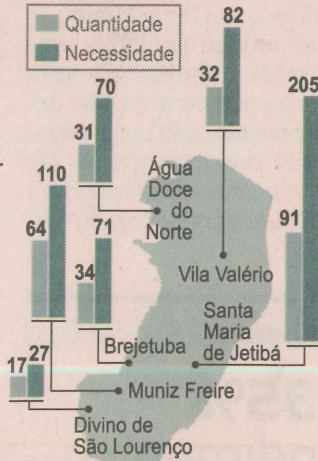 Quantidade
Necessidade
82
32
70
31
205
91
110
64
71
34
17
27
Água
Doce
do
Norte
Vila Valério
Santa
Maria
de Jetibá
Brejetuba
Muniz Freire
Divino de
São Lourenço